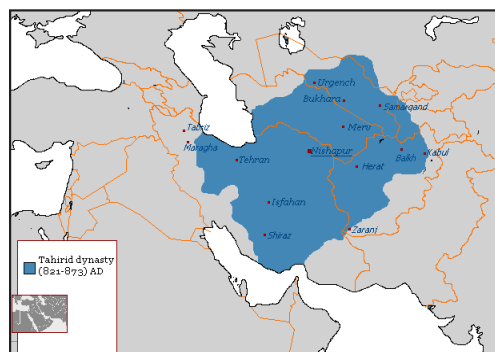 Urgench
Bukhara
Samarqand
Merv
Tabriz
Maragha
Tehran
Nishapur
Herat
Balkh
Kabul
Isfahan
Shiraz
Zaranj
Tahirid dynasty
(821-873) AD